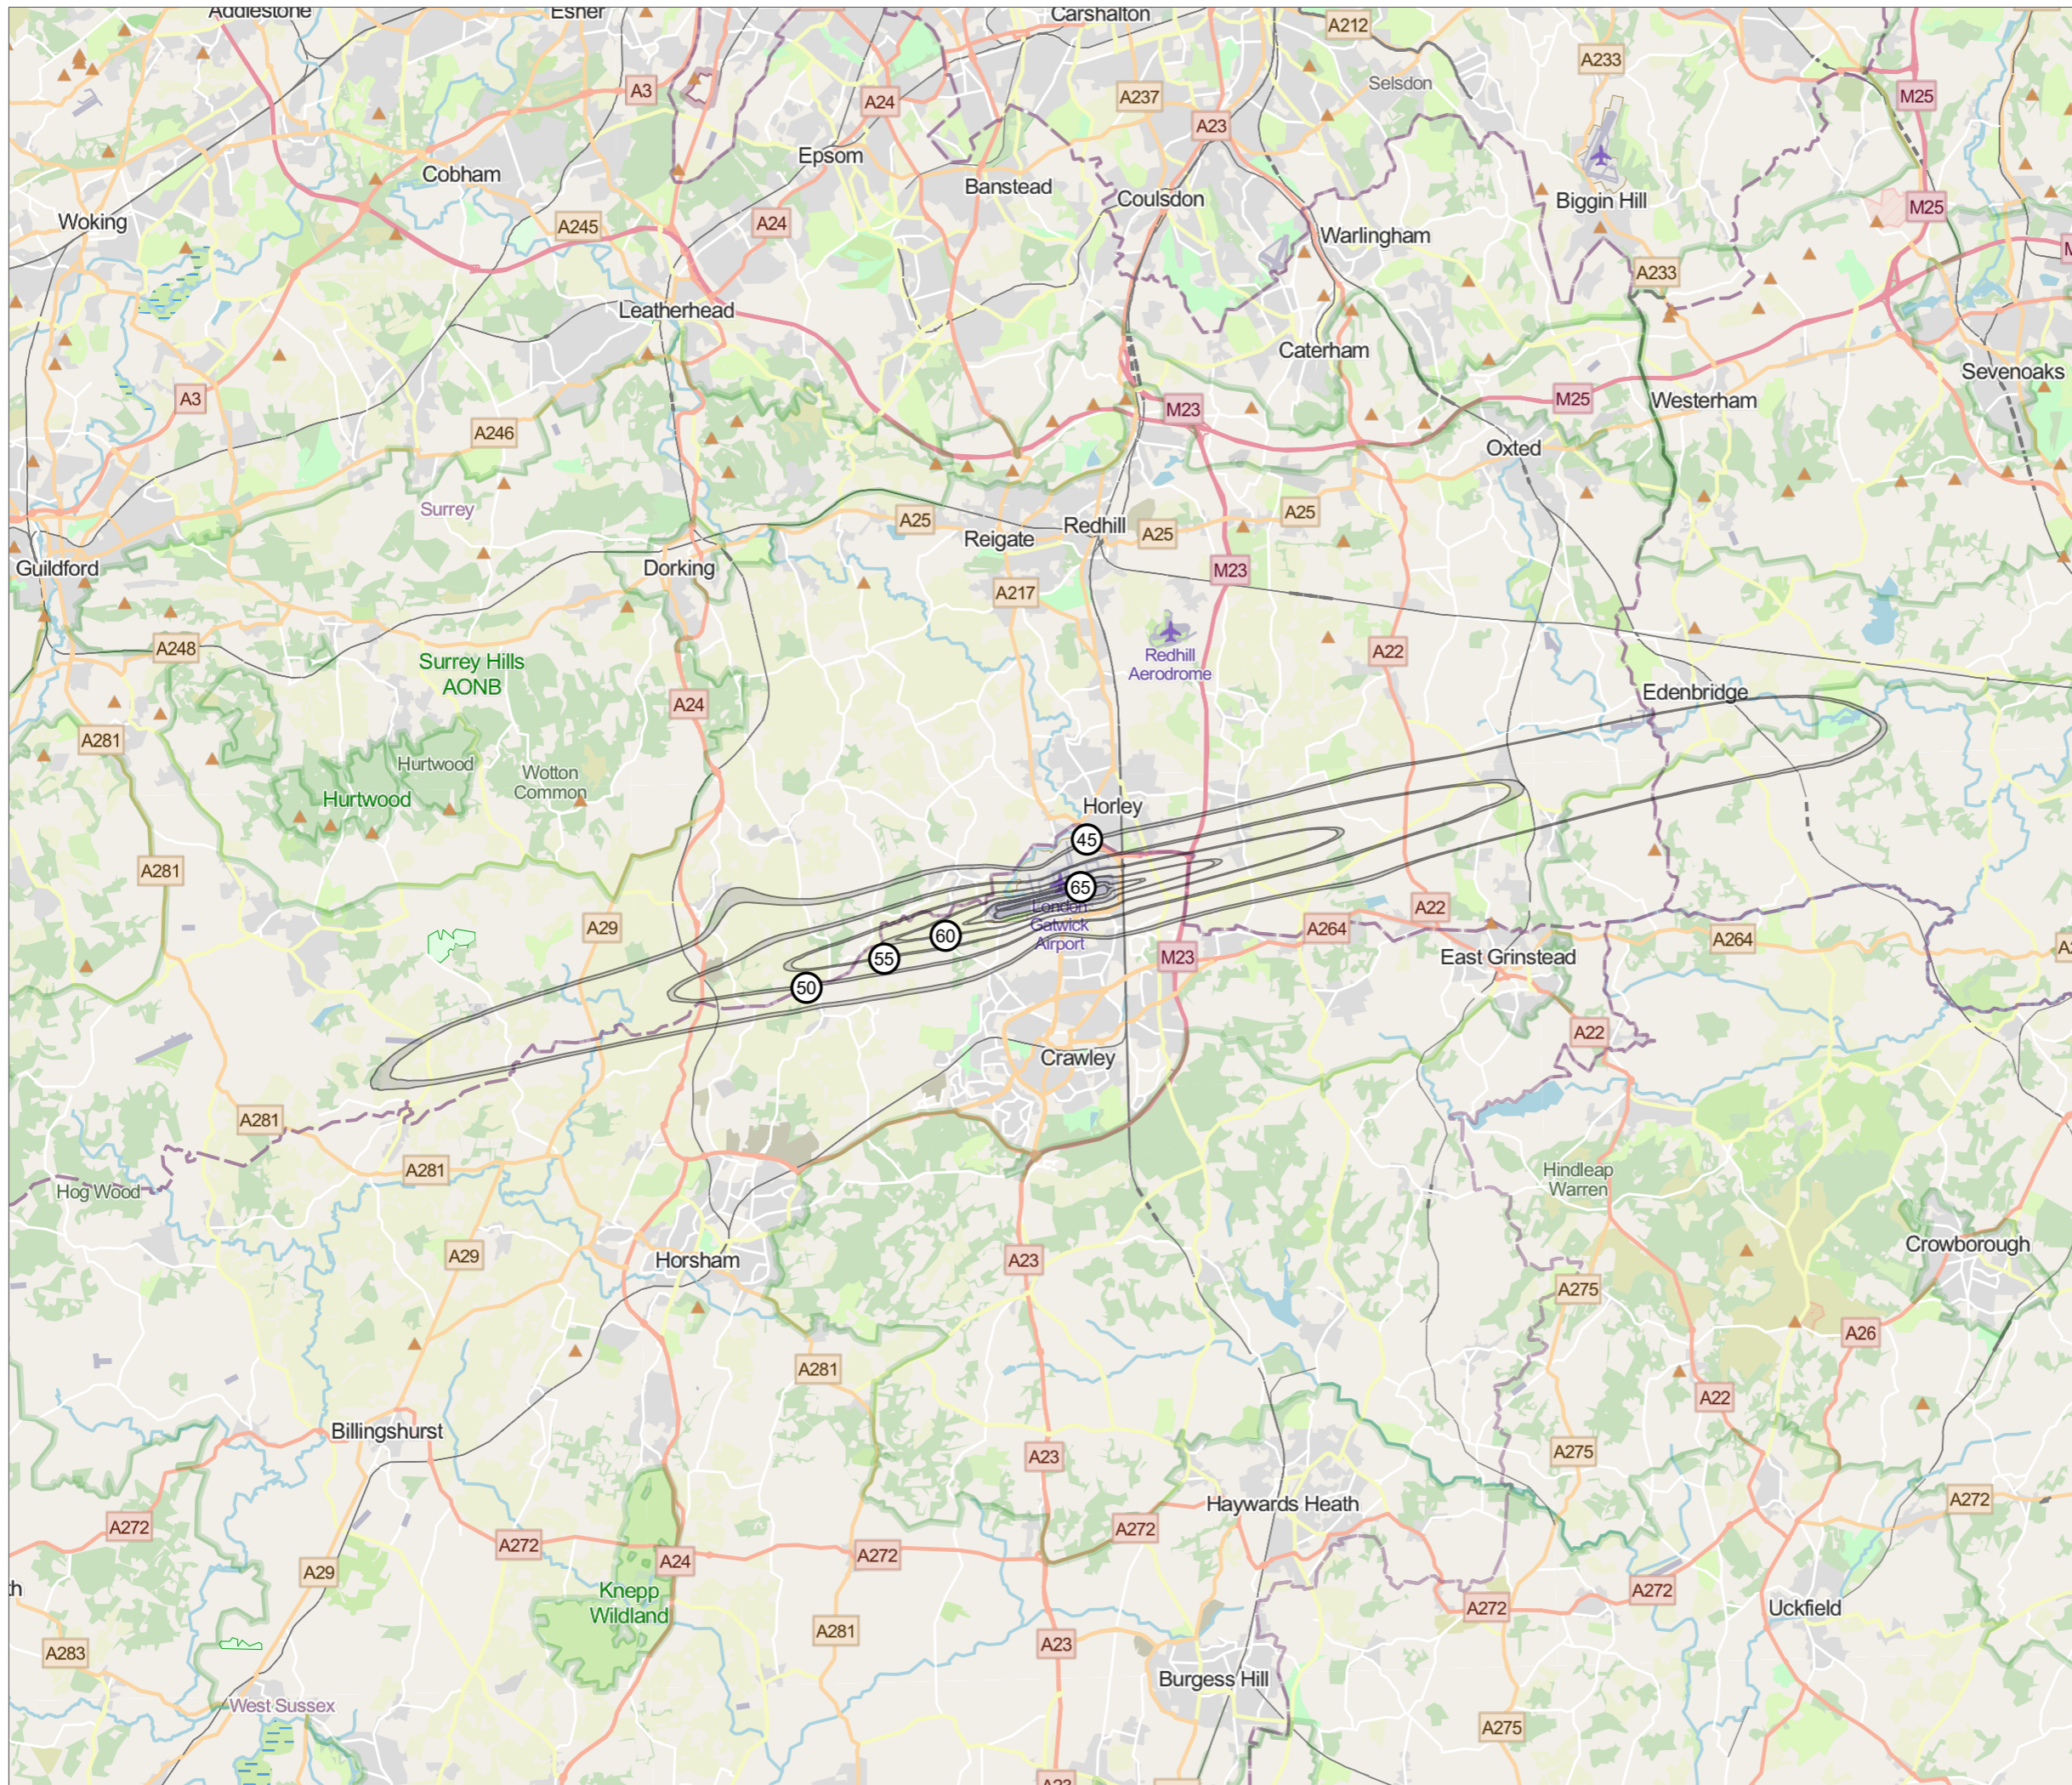 Addlestone
Esher
Carshalton
A212
A233
A3
A24
A237
Selsdon
M25
A23
Epsom
Cobham
Banstead
Coulsdon
Biggin Hill
M25
Woking
A245
A24
Warlingham
M
A233
Leatherhead
Caterham
Sevenoaks
A3
M23
M25
Westerham
A246
Oxted
Surrey
A25
Redhill
A25
A25
Reigate
Guildford
Dorking
M23
A217
A248
Surrey Hills
AONB
Redhill
Aerodrome
A22
Edenbridge
A24
A281
Hurtwood
Wotton
Common
Hurtwood
Horley
45
A281
65
London
Gatwick
Airport
A29
60
A22
A264
A264
A2
55
M23
East Grinstead
50
A22
Crawley
A281
A281
Hog Wood
Hindleap
Warren
A29
Horsham
A23
Crowborough
A275
A26
A281
A22
Billingshurst
A23
A275
Haywards Heath
A272
A272
A272
A272
A272
A24
A29
th
Knepp
Wildland
A272
A272
Uckfield
A283
A281
A23
Burgess Hill
West Sussex
A275
A23